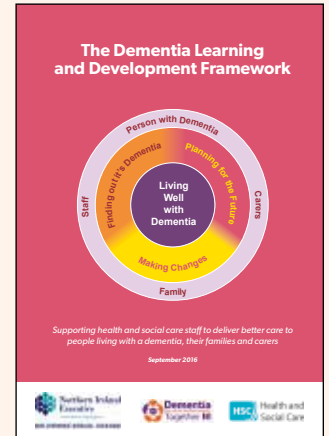 The Dementia Learning
and Development Framework
Person with Dementia
Finding out it's Dementia
Planning for the Future
Staff
Living
Well
with
Dementia
Carers
Making Changes
Family
Supporting health and social care staff to deliver better care to
people living with a dementia, their families and carers
September 2016
Northern Ireland
Executive
Dementia
Together NI
HSC
Health and
Social Care